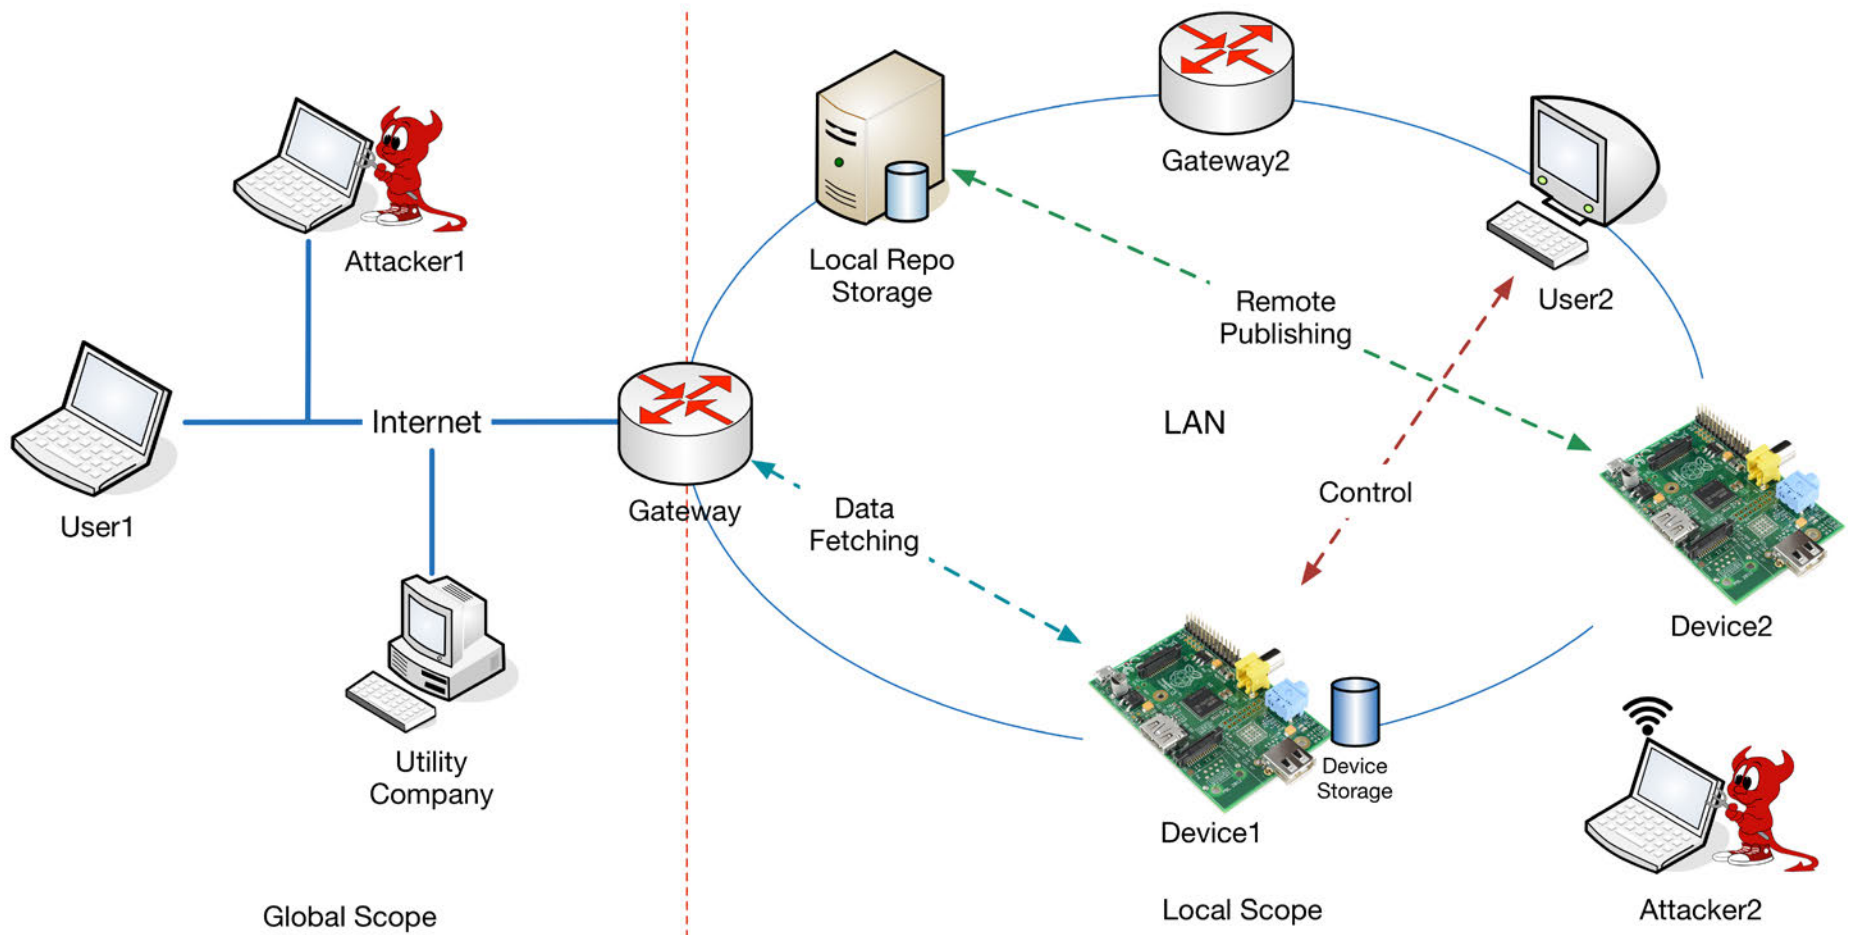 Attacker1
User1
Internet
Utility
Company
Global Scope
Gateway
Local Repo
Storage
Gateway2
User2
Remote
Publishing
LAN
Data
Fetching
Control
Device2
Device
Storage
Device1
Local Scope
Attacker2